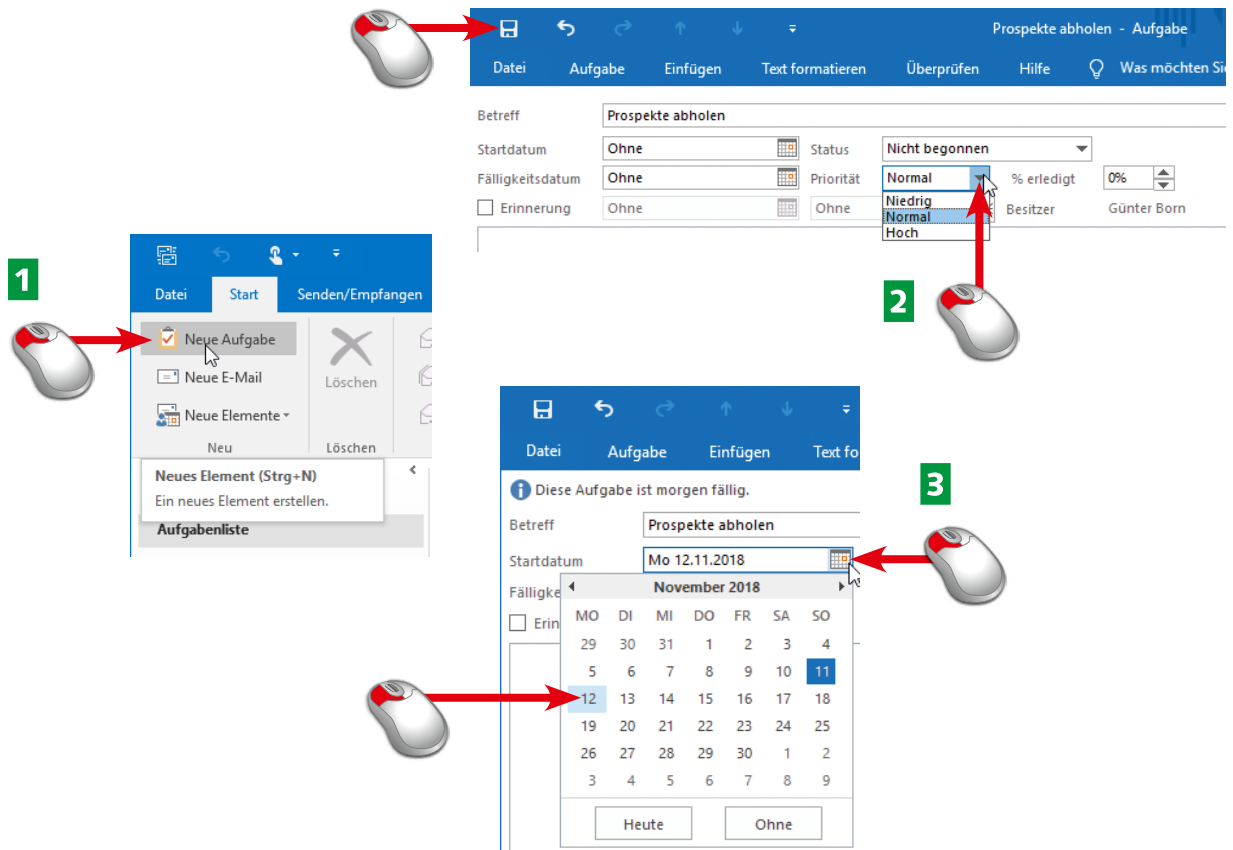 Prospekte abholen - Aufgabe
Datei Aufgabe Einfügen Text formatieren Überprüfen Hilfe Was möchten Si
Betreff Prospekte abholen
Startdatum Ohne Status Nicht begonnen
Fälligkeitsdatum Ohne Priorität Normal % erledigt 0%
Erinnerung Ohne Ohne Besitzer Günter Born
Niedrig
Normal
Hoch
1
Datei Start Senden/Empfangen
Neue Aufgabe
Neue E-Mail
Löschen
Neue Elemente
Neu Löschen
Neues Element (Strg+N)
Ein neues Element erstellen.
Aufgabenliste
2
3
Datei Aufgabe Einfügen Text fo
Diese Aufgabe ist morgen fällig.
Betreff Prospekte abholen
Startdatum Mo 12.11.2018
Fälligke
Erin
November 2018
MO DI MI DO FR SA SO
29 30 31 1 2 3 4
5 6 7 8 9 10 11
12 13 14 15 16 17 18
19 20 21 22 23 24 25
26 27 28 29 30 1 2
3 4 5 6 7 8 9
Heute Ohne